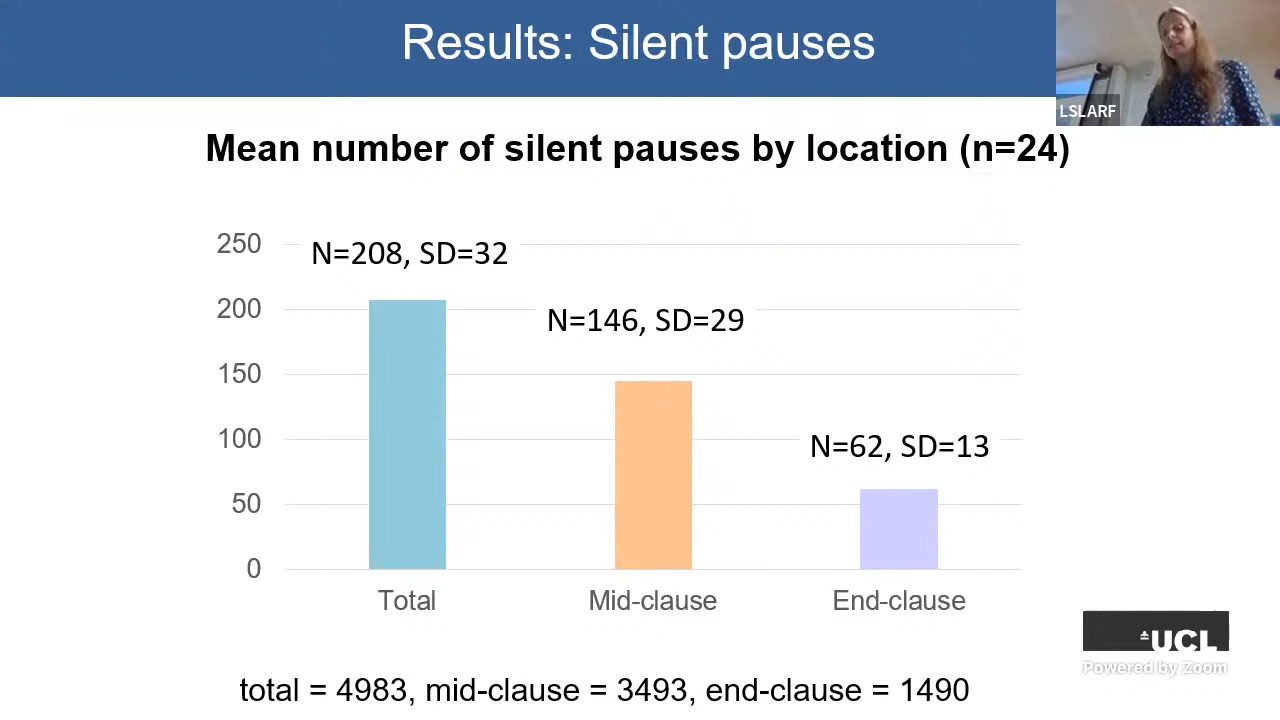 Results: Silent pauses
LSLARF
Mean number of silent pauses by location (n=24)
250
N=208, SD=32
200
N=146, SD=29
150
100
N=62, SD=13
50
0
Total
Mid-clause
End-clause
UCL
Powered by Zoom
total = 4983, mid-clause = 3493, end-clause = 1490